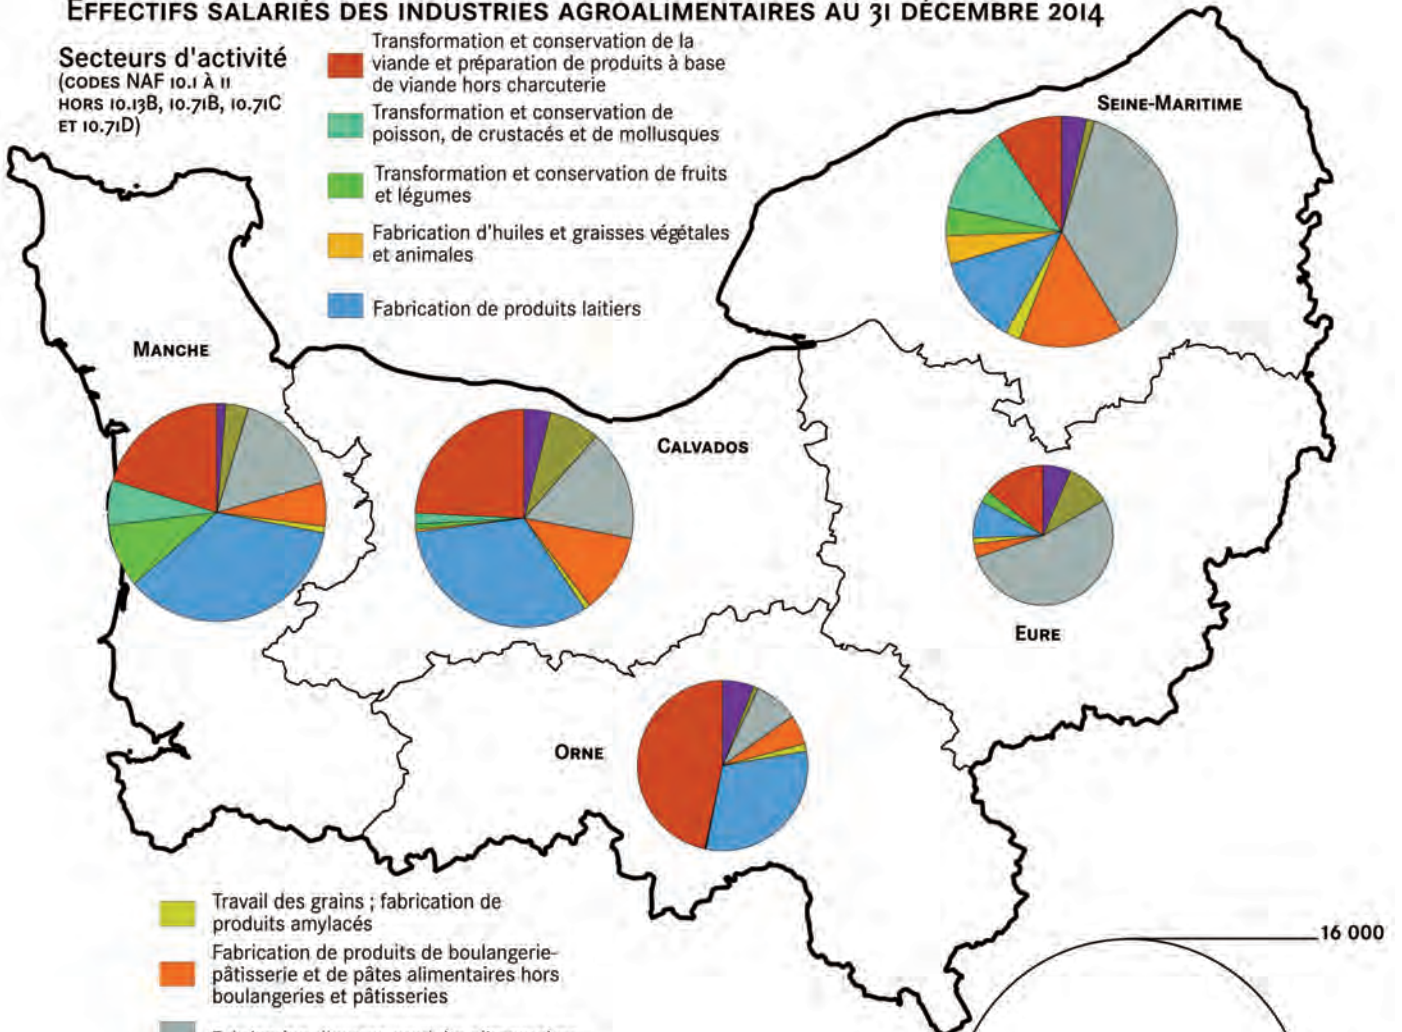 EFFECTIFS SALARIÉS DES INDUSTRIES AGROALIMENTAIRES AU 31 DÉCEMBRE 2014
Secteurs d'activité
(CODES NAF 10.1 À 11
HORS 10.13B, 10.71B, 10.71C
ET 10.71D)
Transformation et conservation de la
viande et préparation de produits à base
de viande hors charcuterie
Transformation et conservation de
poisson, de crustacés et de mollusques
Transformation et conservation de fruits
et légumes
Fabrication d'huiles et graisses végétales
et animales
Fabrication de produits laitiers
SEINE-MARITIME
MANCHE
CALVADOS
EURE
ORNE
Travail des grains ; fabrication de
produits amylacés
Fabrication de produits de boulangerie-
pâtisserie et de pâtes alimentaires hors
boulangeries et pâtisseries
16 000